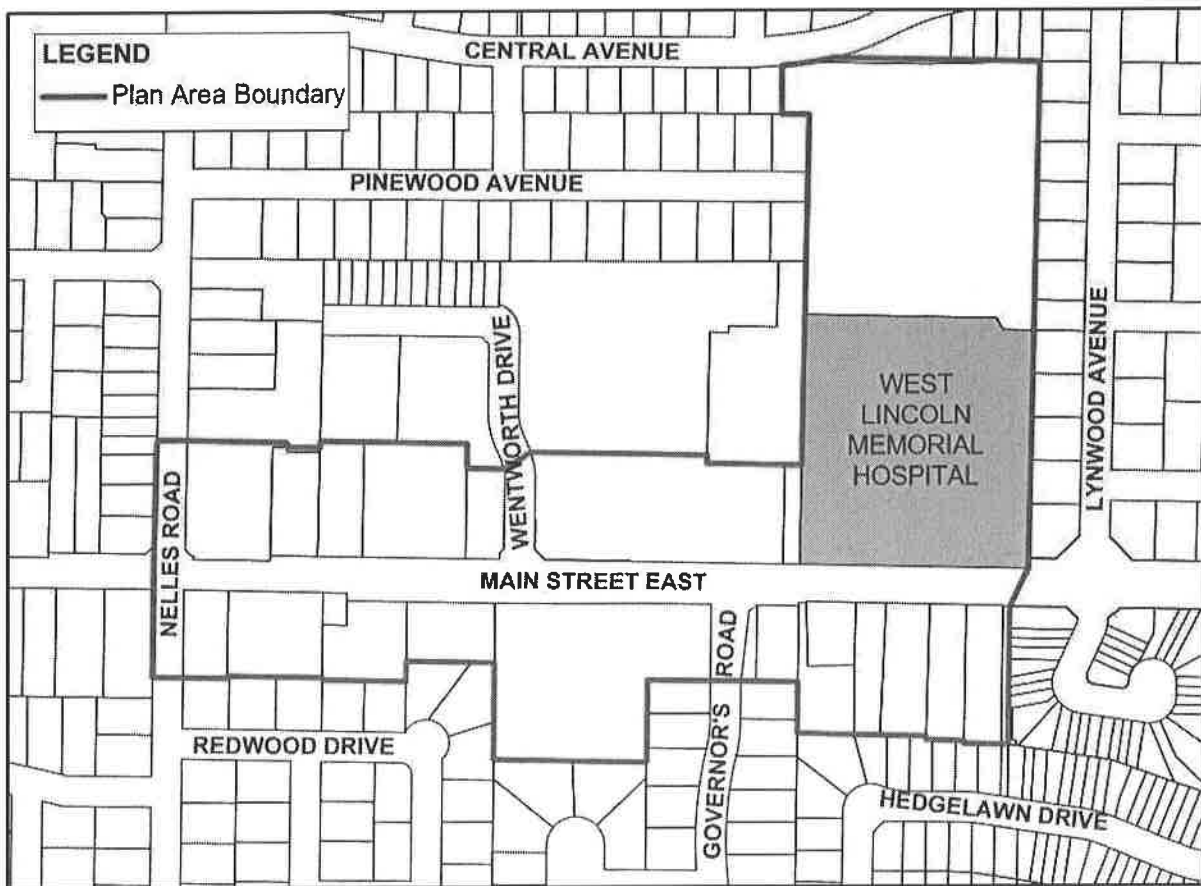 LEGEND
Plan Area Boundary
CENTRAL AVENUE
PINEWOOD AVENUE
WENTWORTH DRIVE
LYNWOOD AVENUE
WEST
LINCOLN
MEMORIAL
HOSPITAL
NELLES ROAD
MAIN STREET EAST
GOVERNOR'S ROAD
REDWOOD DRIVE
HEDGELAWN DRIVE